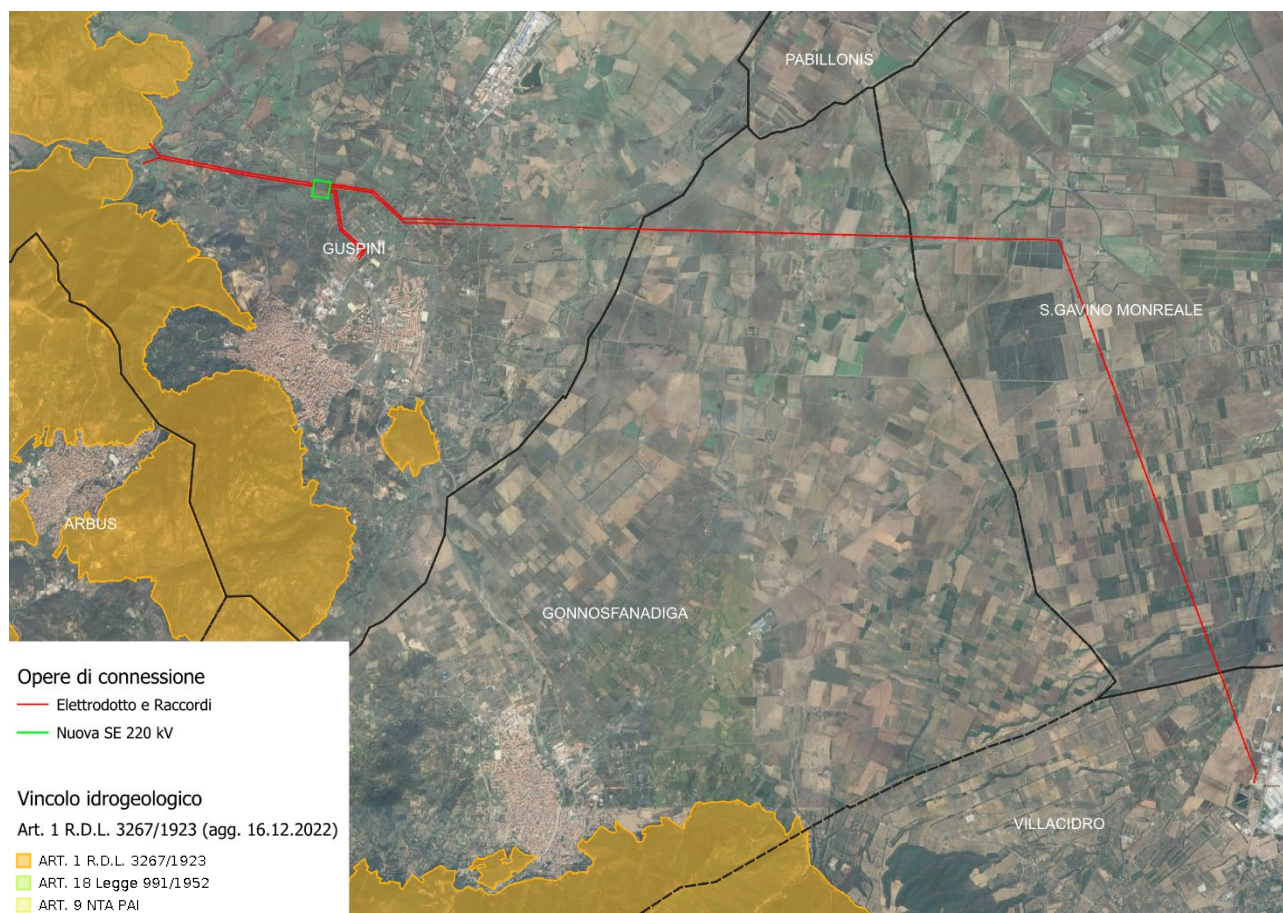 PABILLONIS
GUSPINI
S.GAVINO MONREALE
ARBUS
GONNOSFANADIGA
VILLACIDRO
Opere di connessione
Elettrodotto e Raccordi
Nuova SE 220 kV
Vincolo idrogeologico
Art. 1 R.D.L. 3267/1923 (agg. 16.12.2022)
ART. 1 R.D.L. 3267/1923
ART. 18 Legge 991/1952
ART. 9 NTA PAI